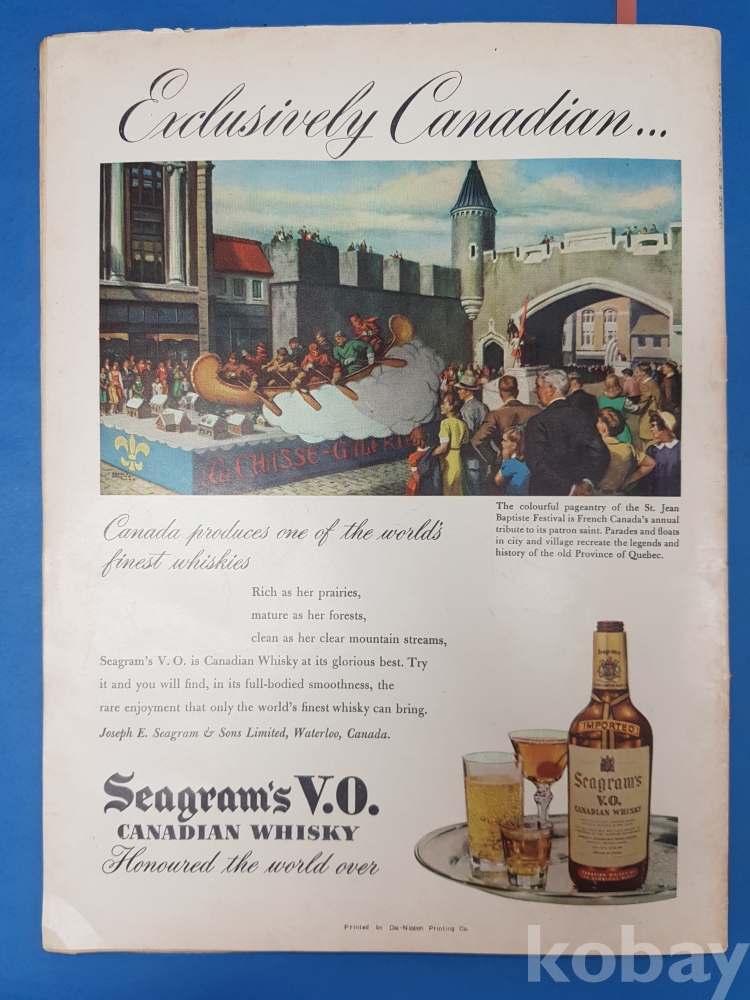 Exclusively Canadian...
La CHASSE-GALERIE
The colourful pageantry of the St. Jean
Baptiste Festival is French Canada's annual
tribute to its patron saint. Parades and floats
in city and village recreate the legends and
history of the old Province of Quebec.
Canada produces one of the world's
finest whiskies
Rich as her prairies,
mature as her forests,
clean as her clear mountain streams,
Seagram's V.O. is Canadian Whisky at its glorious best. Try
it and you will find, in its full-bodied smoothness, the
rare enjoyment that only the world's finest whisky can bring.
Joseph E. Seagram & Sons Limited, Waterloo, Canada.
Seagram's V.O.
CANADIAN WHISKY
Honoured the world over
Seagram's
IMPORTED
Seagram's
V.O.
CANADIAN WHISKY
Printed by Dai-Nippon Printing Co.
kobay